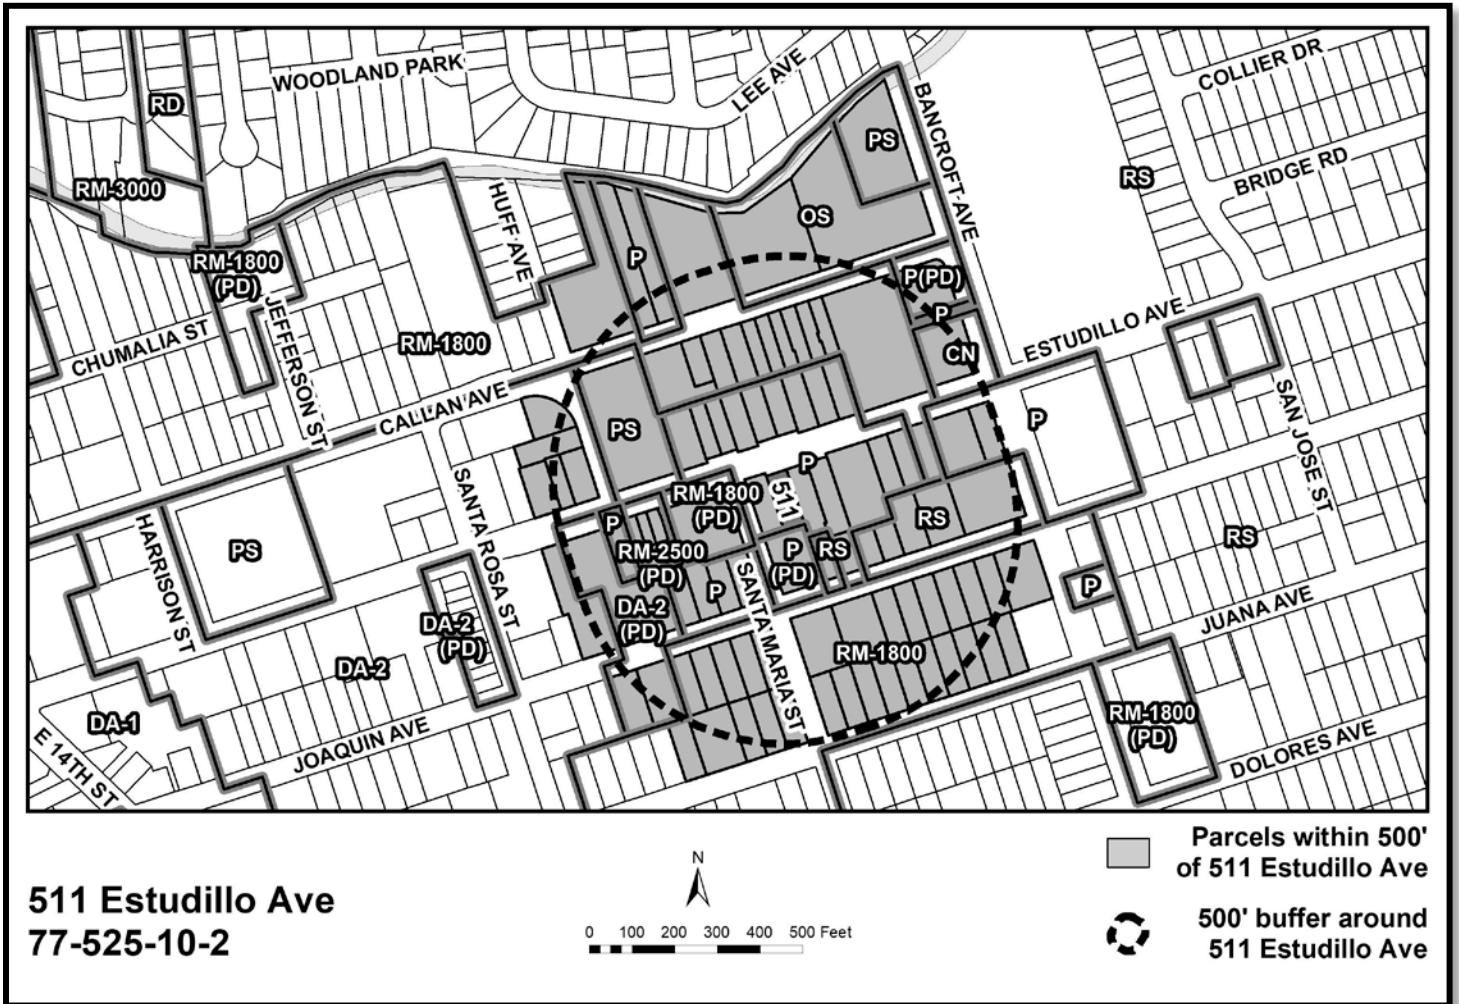 WOODLAND PARK
LEE AVE
COLLIER DR
RD
BANCROFT AVE
PS
RM-3000
HUFF AVE
OS
RS
BRIDGE RD
RM-1800
(PD)
P
P(PD)
P
JEFFERSON ST
CHUMALIA ST
RM-1800
CN
ESTUDILLO AVE
CALLAN AVE
PS
P
SAN JOSE ST
P
SANTA ROSA ST
RM-1800
(PD)
511
HARRISON ST
PS
P
RM-2500
(PD)
P
(PD)
RS
RS
RS
P
P
DA-2
(PD)
DA-2
(PD)
SANTA MARIA ST
JUANA AVE
DA-2
RM-1800
DA-1
RM-1800
(PD)
E 14TH ST
JOAQUIN AVE
DOLORES AVE
511 Estudillo Ave
77-525-10-2
N
0 100 200 300 400 500 Feet
Parcels within 500'
of 511 Estudillo Ave
500' buffer around
511 Estudillo Ave